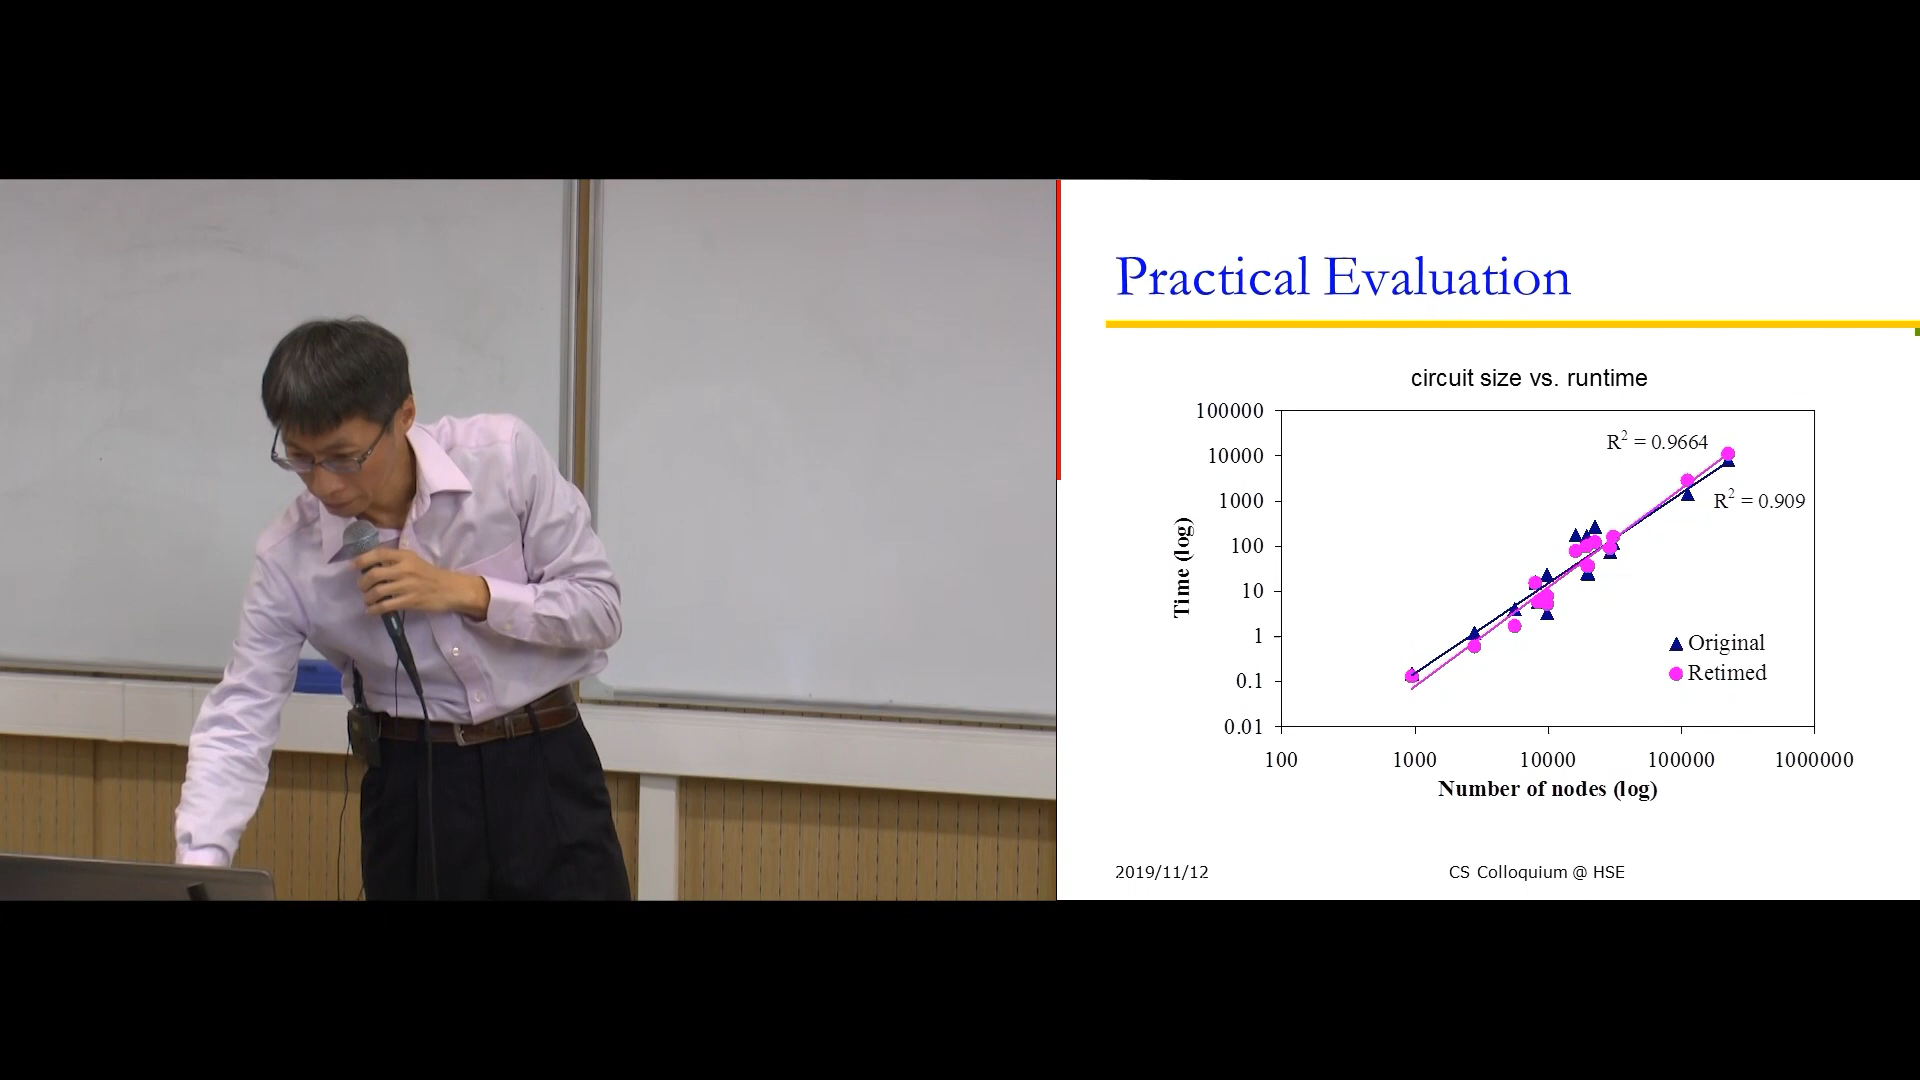 Practical Evaluation
circuit size vs. runtime
100000
10000
1000
100
10
1
0.1
0.01
Time (log)
R² = 0.9664
R² = 0.909
Original
Retimed
100 1000 10000 100000 1000000
Number of nodes (log)
2019/11/12 CS Colloquium @ HSE